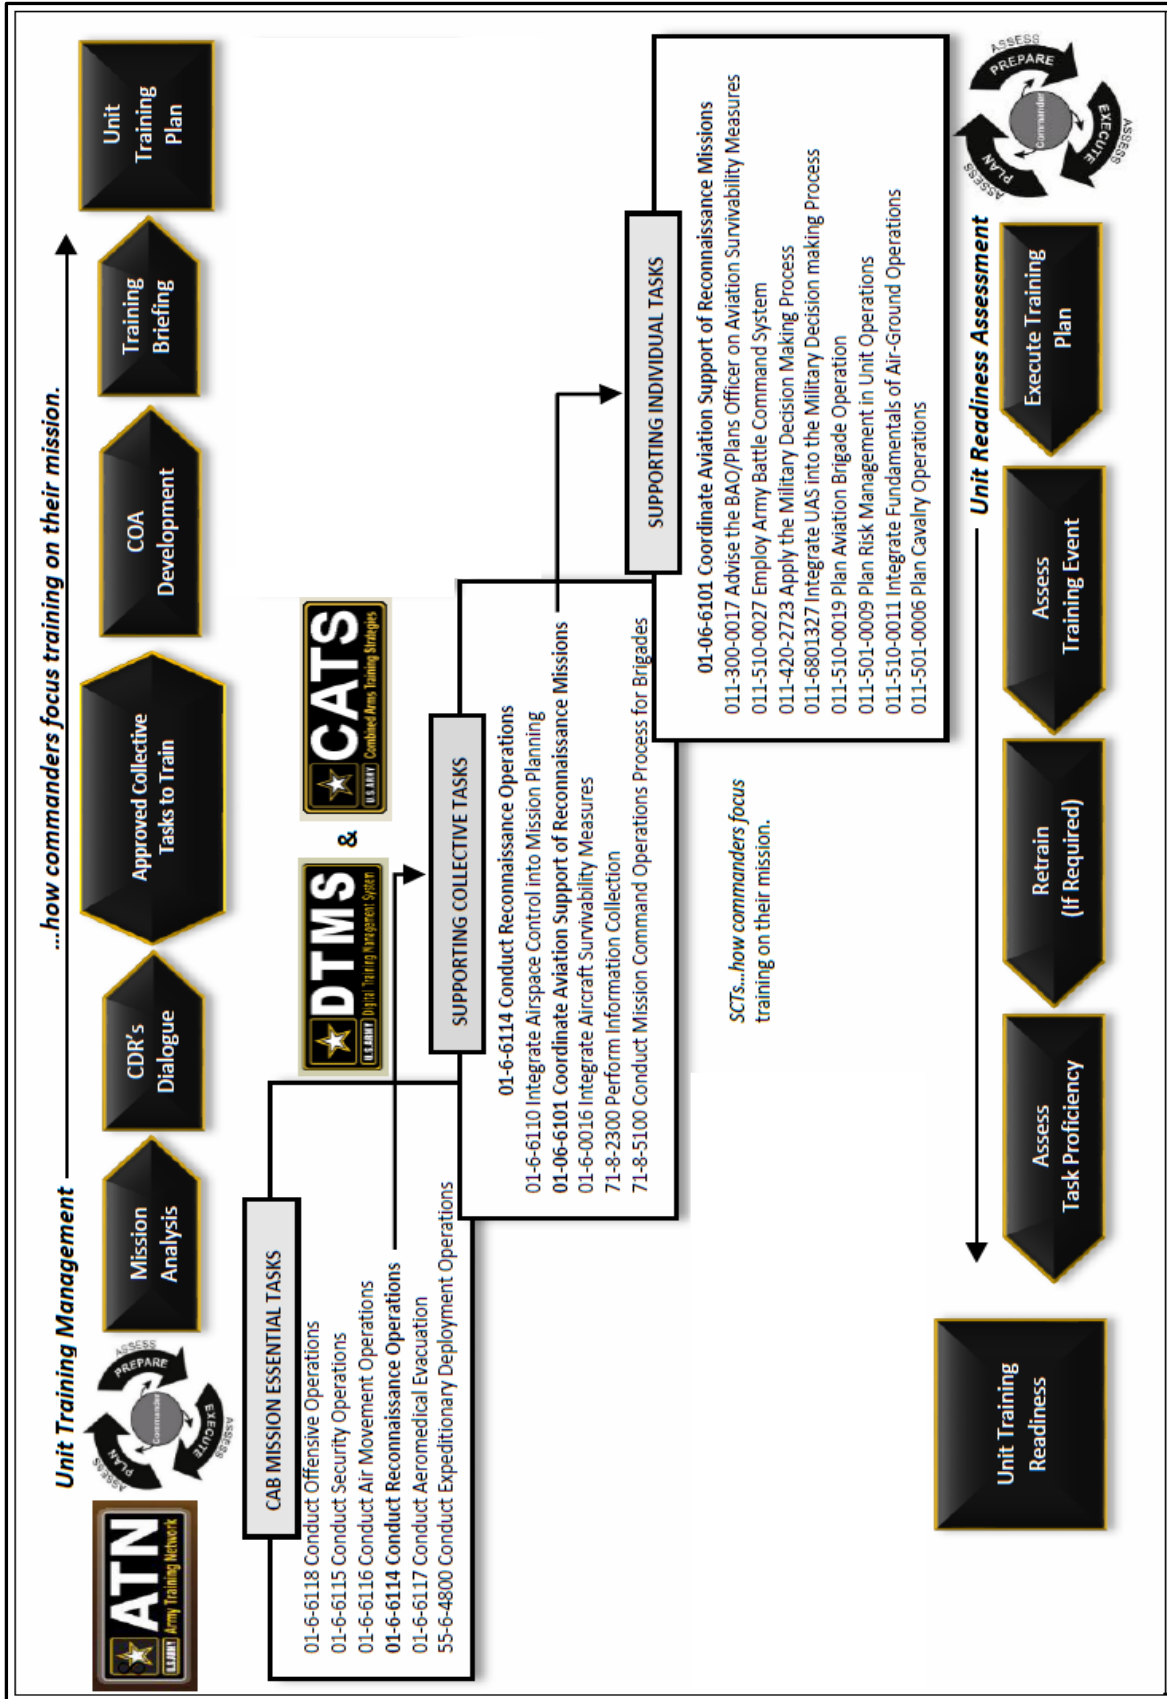 Unit Training Management
...how commanders focus training on their mission.
8
U.S.ARMY
ATN
Army Training Network
ASSESS
PLAN
ASSESS
PREPARE
ASSESS
EXECUTE
Commander
Mission
Analysis
CDR's
Dialogue
Approved Collective
Tasks to Train
COA
Development
Training
Briefing
Unit
Training
Plan
U.S.ARMY
DTMS
Digital Training Management System
&
U.S.ARMY
CATS
Combined Arms Training Strategies
CAB MISSION ESSENTIAL TASKS
01-6-6118 Conduct Offensive Operations
01-6-6115 Conduct Security Operations
01-6-6116 Conduct Air Movement Operations
01-6-6114 Conduct Reconnaissance Operations
01-6-6117 Conduct Aeromedical Evacuation
55-6-4800 Conduct Expeditionary Deployment Operations
SUPPORTING COLLECTIVE TASKS
01-6-6114 Conduct Reconnaissance Operations
01-6-6110 Integrate Airspace Control into Mission Planning
01-06-6101 Coordinate Aviation Support of Reconnaissance Missions
01-6-0016 Integrate Aircraft Survivability Measures
71-8-2300 Perform Information Collection
71-8-5100 Conduct Mission Command Operations Process for Brigades
SUPPORTING INDIVIDUAL TASKS
01-06-6101 Coordinate Aviation Support of Reconnaissance Missions
011-300-0017 Advise the BAO/Plans Officer on Aviation Survivability Measures
011-510-0027 Employ Army Battle Command System
011-420-2723 Apply the Military Decision Making Process
011-6801327 Integrate UAS into the Military Decision making Process
011-510-0019 Plan Aviation Brigade Operation
011-501-0009 Plan Risk Management in Unit Operations
011-510-0011 Integrate Fundamentals of Air-Ground Operations
011-501-0006 Plan Cavalry Operations
SCTs...how commanders focus
training on their mission.
Unit Readiness Assessment
Unit Training
Readiness
Assess
Task Proficiency
Retrain
(If Required)
Assess
Training Event
Execute Training
Plan
ASSESS
PLAN
ASSESS
PREPARE
ASSESS
EXECUTE
Commander